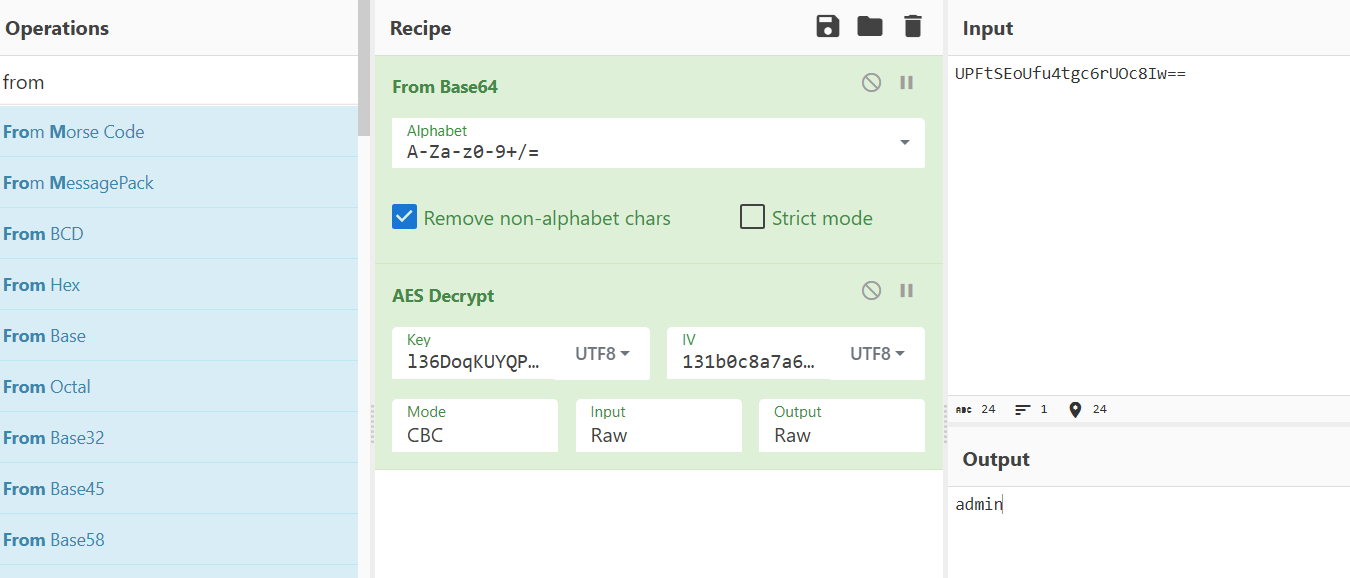 Operations
from
From Morse Code
From MessagePack
From BCD
From Hex
From Base
From Octal
From Base32
From Base45
From Base58
Recipe
From Base64
Alphabet
A-Za-z0-9+/=
Remove non-alphabet chars
Strict mode
AES Decrypt
Key
l36DoqKUYQP…
UTF8
IV
131b0c8a7a6…
UTF8
Mode
CBC
Input
Raw
Output
Raw
Input
UPFtSEoUfu4tgc6rUOc8Iw==
ABC 24 1 24
Output
admin